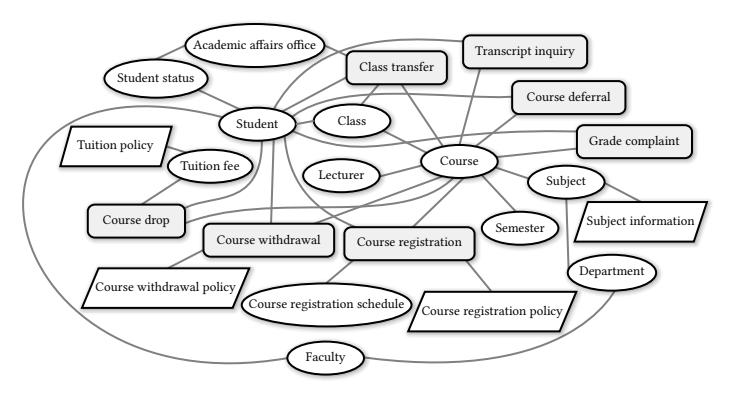 Academic affairs office
Transcript inquiry
Class transfer
Student status
Course deferral
Student
Class
Grade complaint
Tuition policy
Course
Tuition fee
Lecturer
Subject
Course drop
Subject information
Semester
Course withdrawal
Course registration
Department
Course withdrawal policy
Course registration schedule
Course registration policy
Faculty